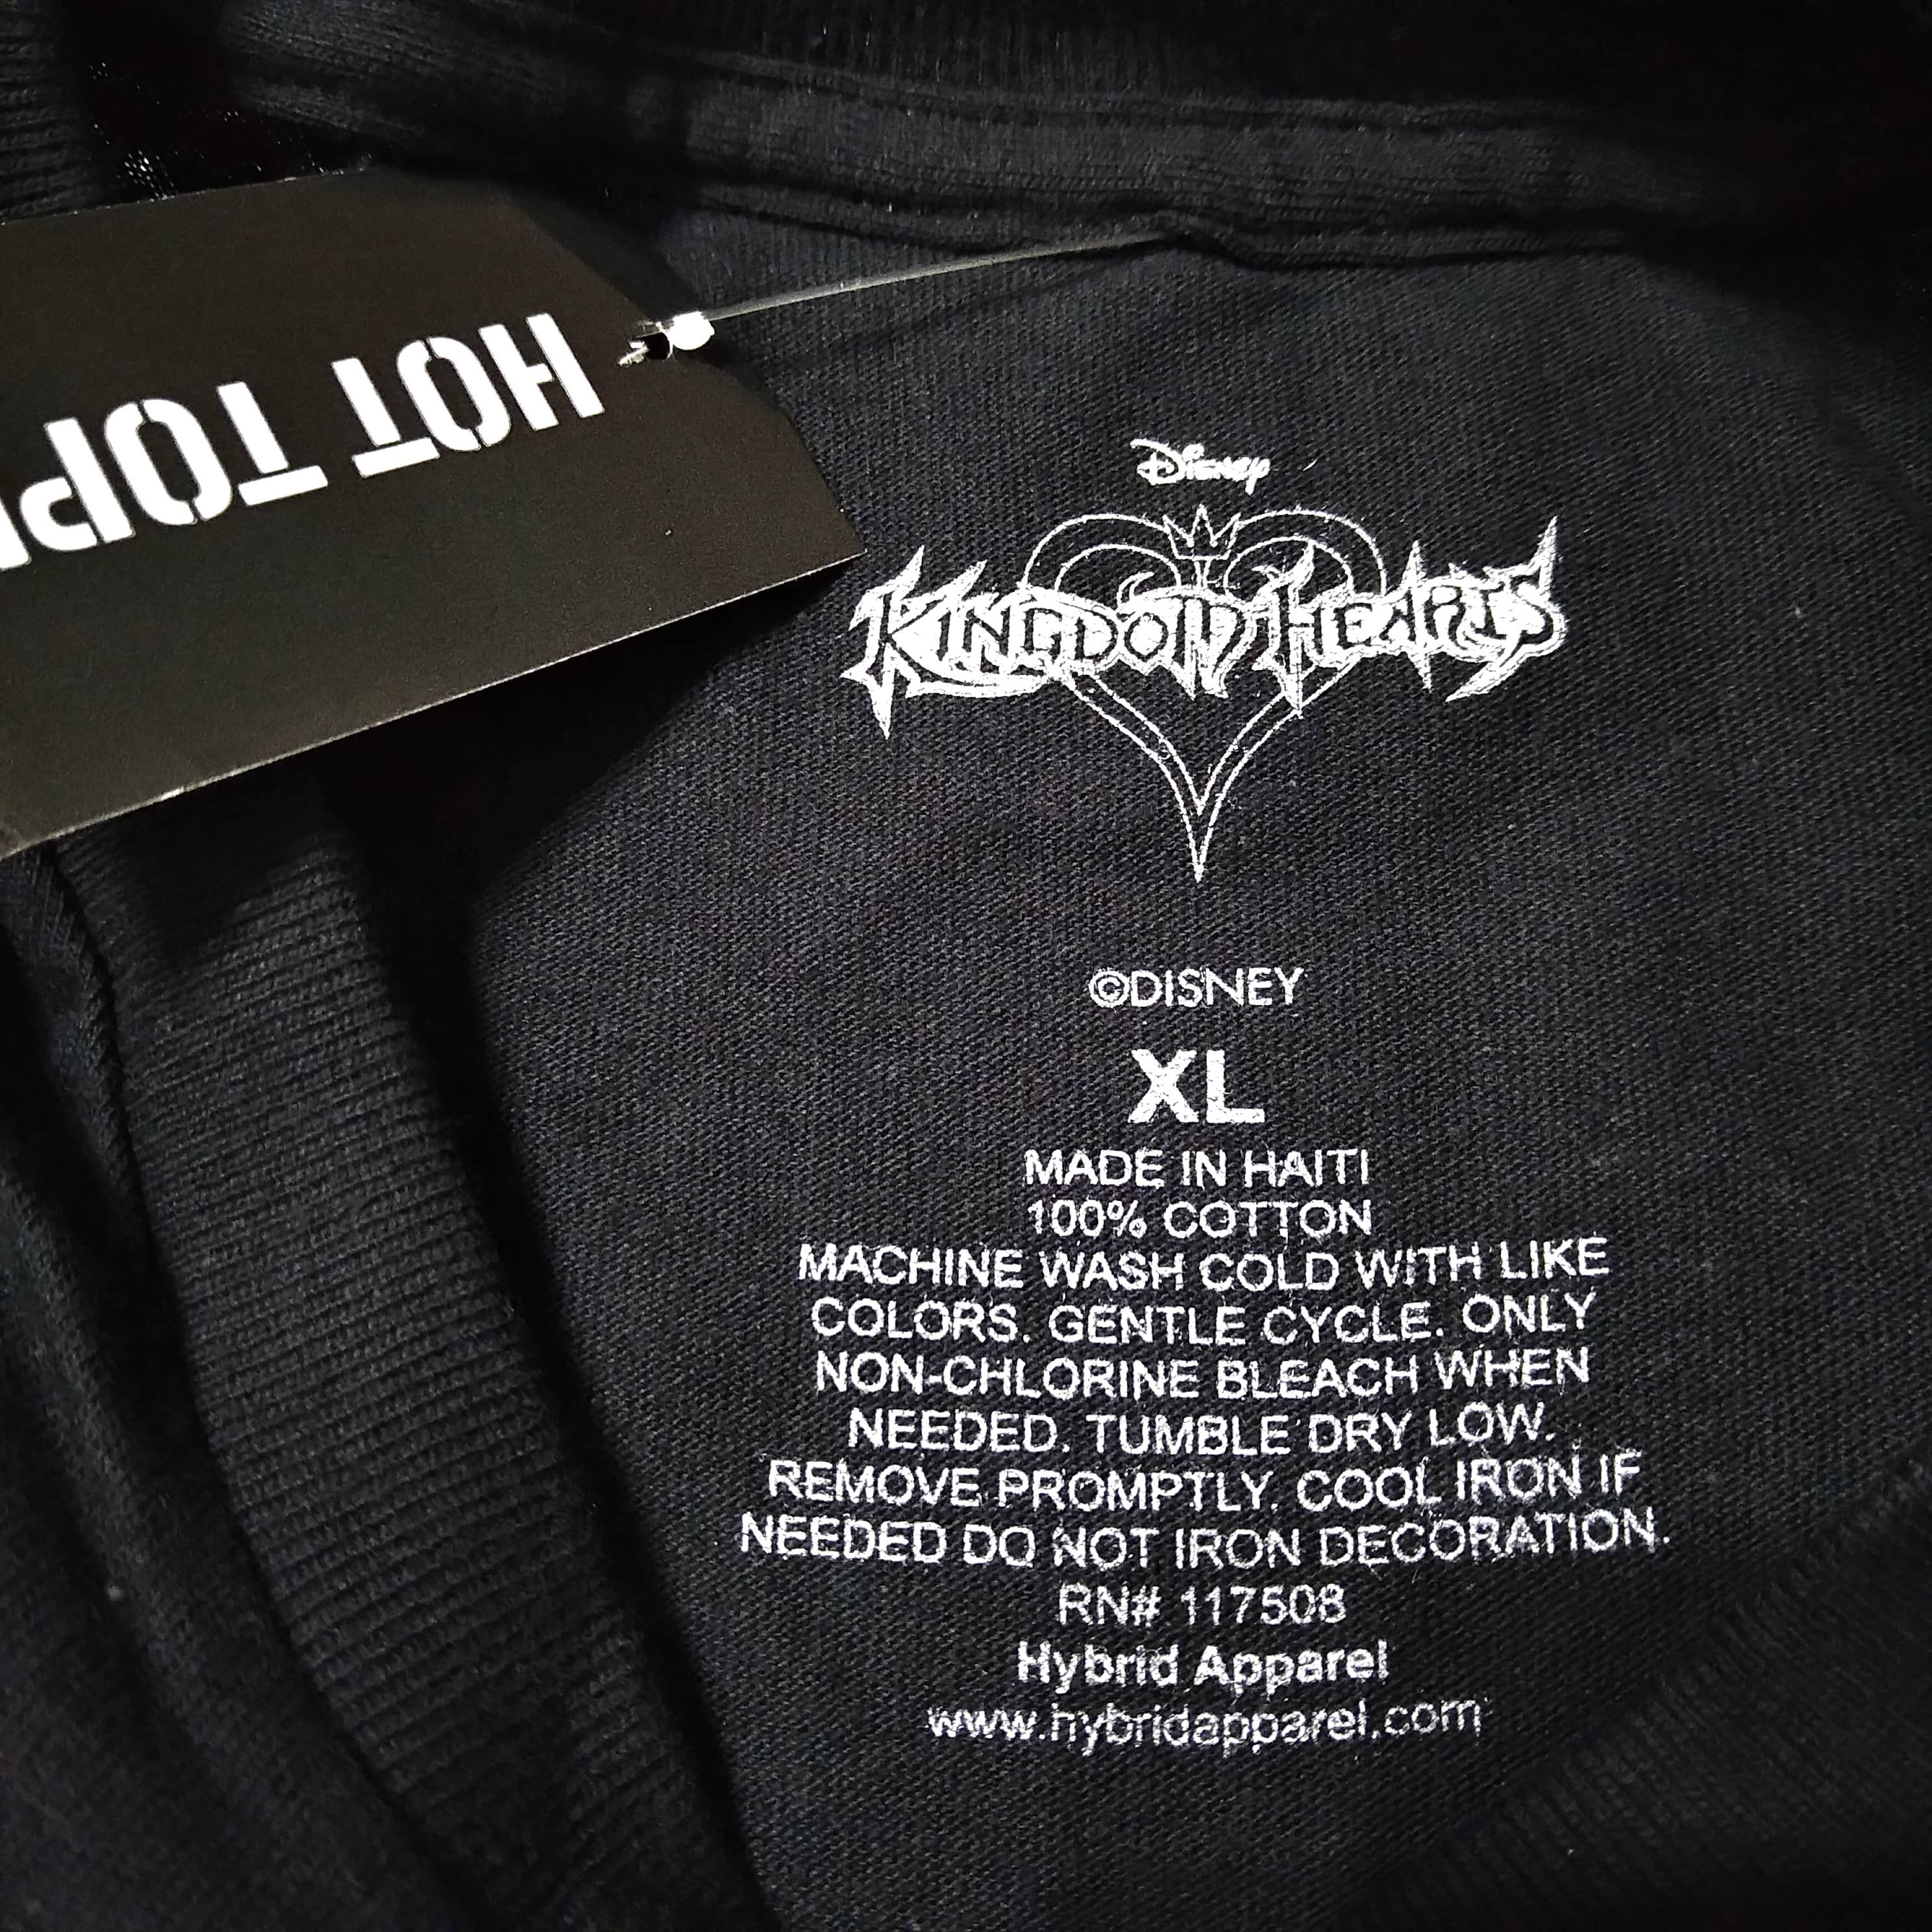 HOT TOP
Disney
KINGDOM HEARTS
©DISNEY
XL
MADE IN HAITI
100% COTTON
MACHINE WASH COLD WITH LIKE
COLORS. GENTLE CYCLE. ONLY
NON-CHLORINE BLEACH WHEN
NEEDED. TUMBLE DRY LOW.
REMOVE PROMPTLY. COOL IRON IF
NEEDED DO NOT IRON DECORATION.
RN# 117508
Hybrid Apparel
www.hybridapparel.com